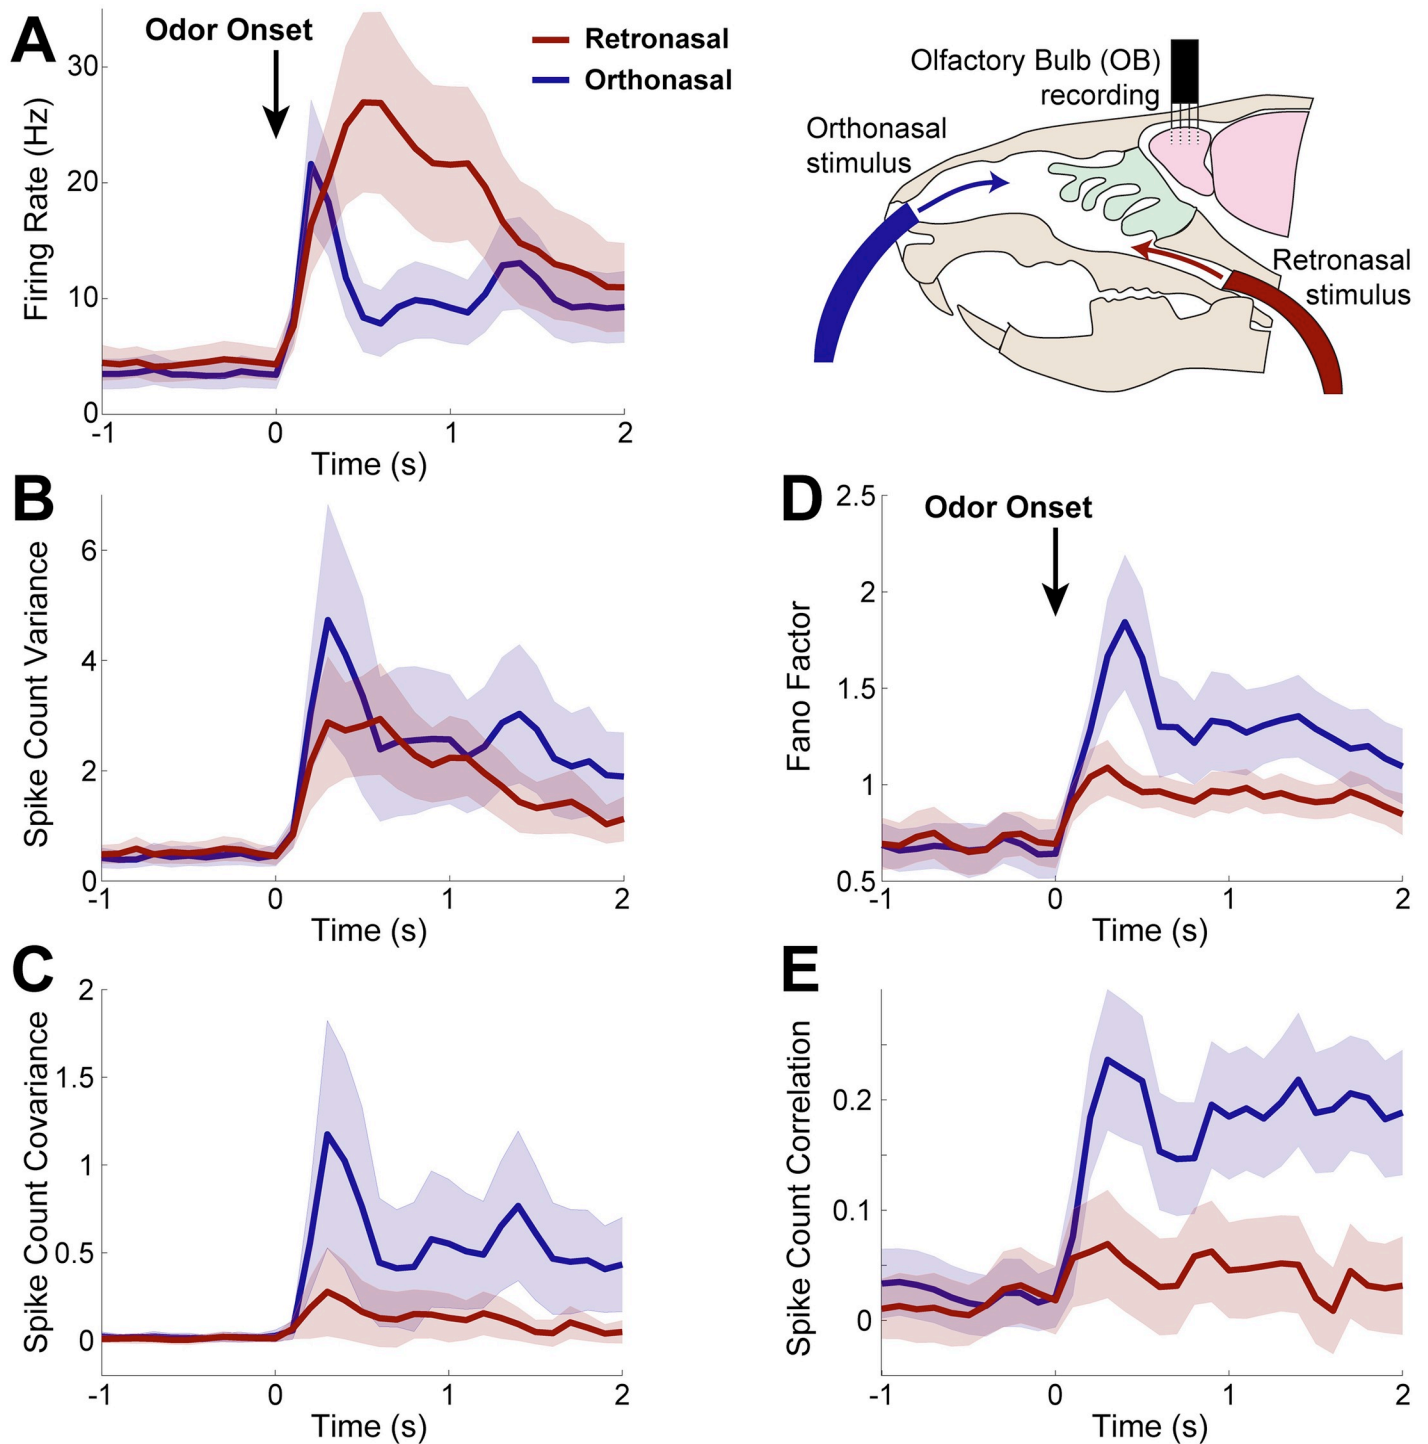 A
Odor Onset
Retronasal
Orthonasal
Firing Rate (Hz)
30
20
10
0
-1
0
1
2
Time (s)
Olfactory Bulb (OB)
recording
Orthonasal
stimulus
Retronasal
stimulus
B
Spike Count Variance
6
4
2
0
-1
0
1
2
Time (s)
D
Odor Onset
Fano Factor
2.5
2
1.5
1
0.5
-1
0
1
2
Time (s)
C
Spike Count Covariance
2
1.5
1
0.5
0
-1
0
1
2
Time (s)
E
Spike Count Correlation
0.2
0.1
0
-1
0
1
2
Time (s)